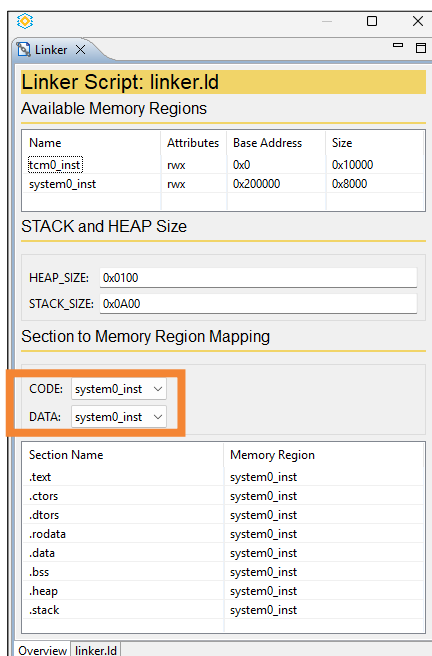 Linker
Linker Script: linker.ld
Available Memory Regions
Name Attributes Base Address Size
tcm0_inst rwx 0x0 0x10000
system0_inst rwx 0x200000 0x8000
STACK and HEAP Size
HEAP_SIZE: 0x0100
STACK_SIZE: 0x0A00
Section to Memory Region Mapping
CODE: system0_inst
DATA: system0_inst
Section Name Memory Region
.text system0_inst
.ctors system0_inst
.dtors system0_inst
.rodata system0_inst
.data system0_inst
.bss system0_inst
.heap system0_inst
.stack system0_inst
Overview linker.ld